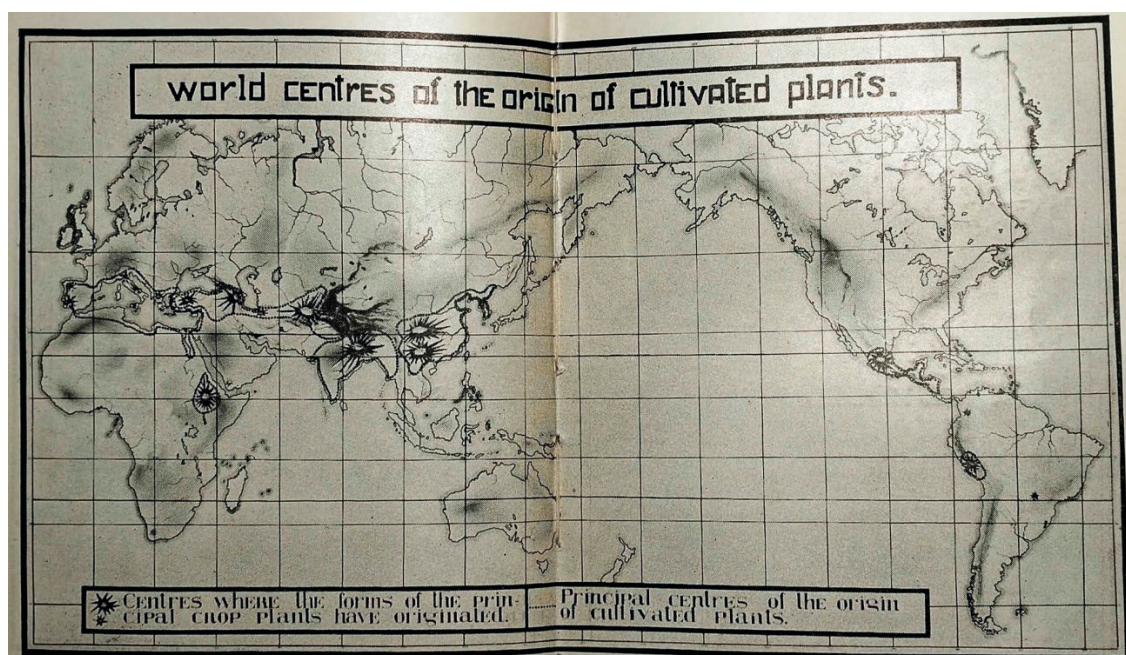 world centres of the origin of cultivated plants.
Centres where the forms of the prin-
cipal crop plants have originated.
Principal centres of the origin
of cultivated plants.